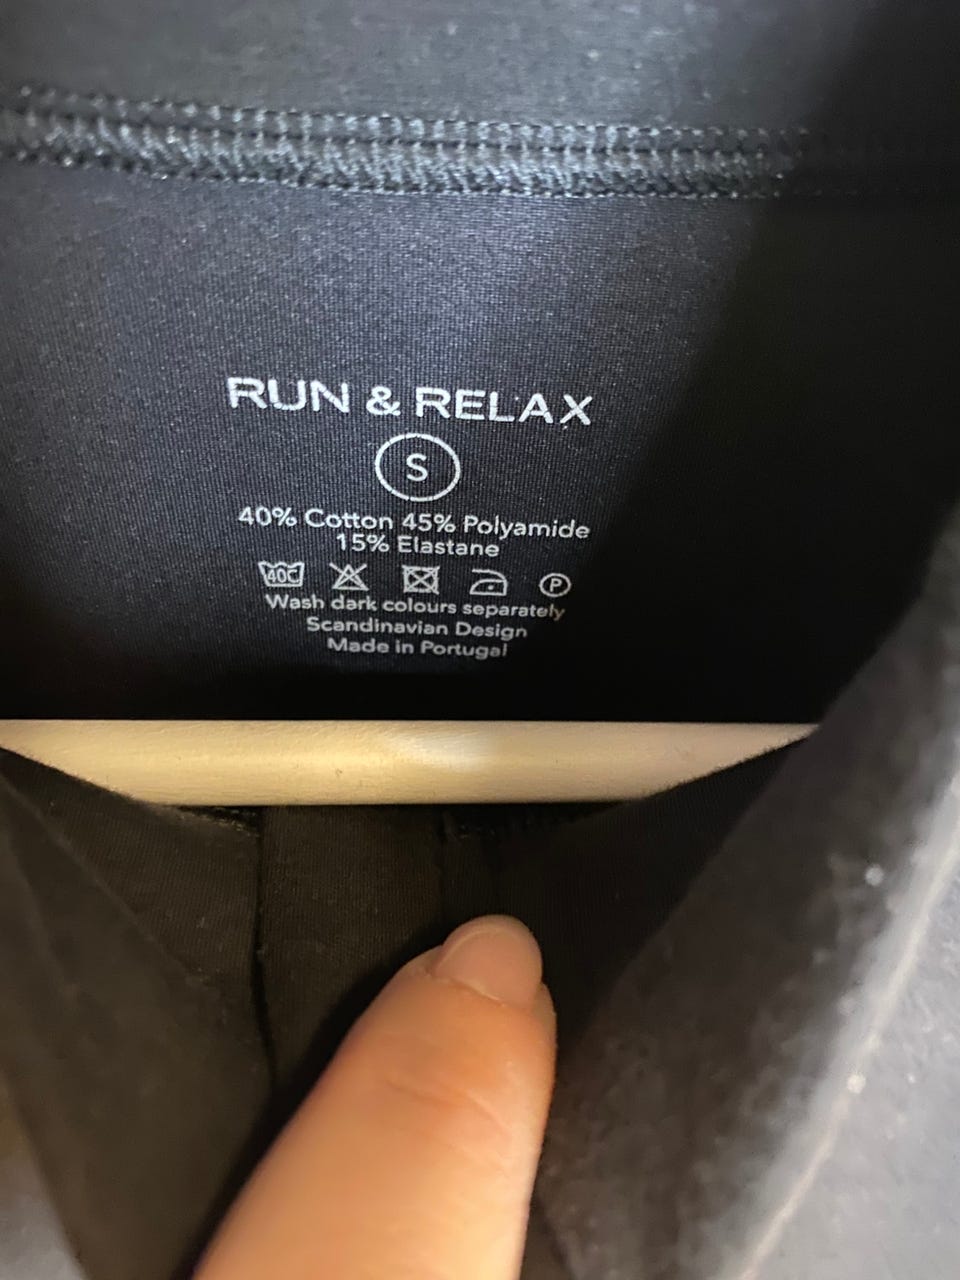 RUN & RELAX
S
40% Cotton 45% Polyamide
15% Elastane
40C P
Wash dark colours separately
Scandinavian Design
Made in Portugal